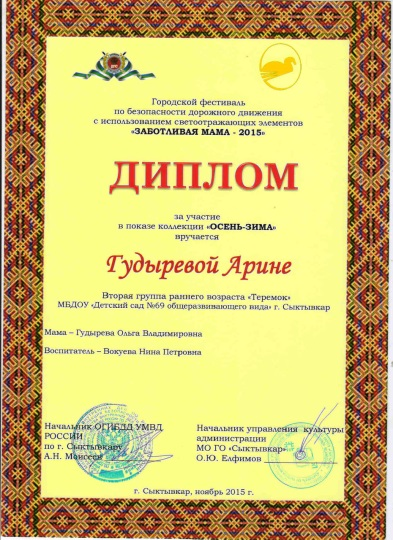 Городской фестиваль
по безопасности дорожного движения
с использованием светоотражающих элементов
«ЗАБОТЛИВАЯ МАМА - 2015»
ДИПЛОМ
за участие
в показе коллекции «ОСЕНЬ-ЗИМА»
вручается
Гудыревой Арине
Вторая группа раннего возраста «Теремок»
МБДОУ «Детский сад №69 общеразвивающего вида» г. Сыктывкар
Мама – Гудырева Ольга Владимировна
Воспитатель – Вокуева Нина Петровна
Начальник ОГИБДД УМВД
РОССИИ
по г. Сыктывкару
А.Н. Моисеев
Начальник управления культуры
администрации
МО ГО «Сыктывкар»
О.Ю. Елфимов
г. Сыктывкар, ноябрь 2015 г.